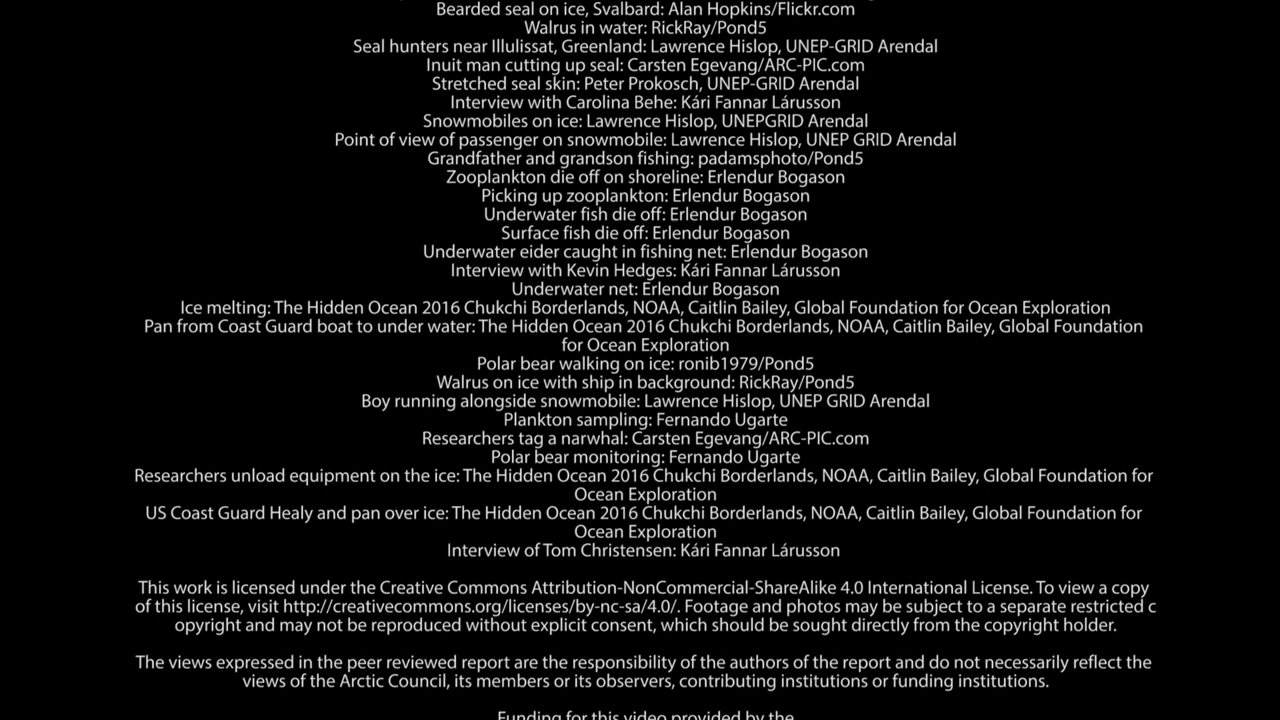 Bearded seal on ice, Svalbard: Alan Hopkins/Flickr.com
Walrus in water: RickRay/Pond5
Seal hunters near Illulissat, Greenland: Lawrence Hislop, UNEP-GRID Arendal
Inuit man cutting up seal: Carsten Egevang/ARC-PIC.com
Stretched seal skin: Peter Prokosch, UNEP-GRID Arendal
Interview with Carolina Behe: Kári Fannar Lárusson
Snowmobiles on ice: Lawrence Hislop, UNEPGRID Arendal
Point of view of passenger on snowmobile: Lawrence Hislop, UNEP GRID Arendal
Grandfather and grandson fishing: padamsphoto/Pond5
Zooplankton die off on shoreline: Erlendur Bogason
Picking up zooplankton: Erlendur Bogason
Underwater fish die off: Erlendur Bogason
Surface fish die off: Erlendur Bogason
Underwater eider caught in fishing net: Erlendur Bogason
Interview with Kevin Hedges: Kári Fannar Lárusson
Underwater net: Erlendur Bogason
Ice melting: The Hidden Ocean 2016 Chukchi Borderlands, NOAA, Caitlin Bailey, Global Foundation for Ocean Exploration
Pan from Coast Guard boat to under water: The Hidden Ocean 2016 Chukchi Borderlands, NOAA, Caitlin Bailey, Global Foundation
for Ocean Exploration
Polar bear walking on ice: ronib1979/Pond5
Walrus on ice with ship in background: RickRay/Pond5
Boy running alongside snowmobile: Lawrence Hislop, UNEP GRID Arendal
Plankton sampling: Fernando Ugarte
Researchers tag a narwhal: Carsten Egevang/ARC-PIC.com
Polar bear monitoring: Fernando Ugarte
Researchers unload equipment on the ice: The Hidden Ocean 2016 Chukchi Borderlands, NOAA, Caitlin Bailey, Global Foundation for
Ocean Exploration
US Coast Guard Healy and pan over ice: The Hidden Ocean 2016 Chukchi Borderlands, NOAA, Caitlin Bailey, Global Foundation for
Ocean Exploration
Interview of Tom Christensen: Kári Fannar Lárusson
This work is licensed under the Creative Commons Attribution-NonCommercial-ShareAlike 4.0 International License. To view a copy
of this license, visit http://creativecommons.org/licenses/by-nc-sa/4.0/. Footage and photos may be subject to a separate restricted c
opyright and may not be reproduced without explicit consent, which should be sought directly from the copyright holder.
The views expressed in the peer reviewed report are the responsibility of the authors of the report and do not necessarily reflect the
views of the Arctic Council, its members or its observers, contributing institutions or funding institutions.
Funding for this video provided by the